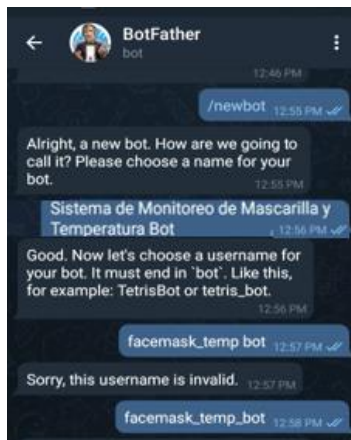 BotFather
bot
12:46 PM
/newbot 12:55 PM
Alright, a new bot. How are we going to
call it? Please choose a name for your
bot.
12:55 PM
Sistema de Monitoreo de Mascarilla y
Temperatura Bot
12:56 PM
Good. Now let's choose a username for
your bot. It must end in `bot`. Like this,
for example: TetrisBot or tetris_bot.
12:56 PM
facemask_temp bot 12:57 PM
Sorry, this username is invalid. 12:57 PM
facemask_temp_bot 12:58 PM